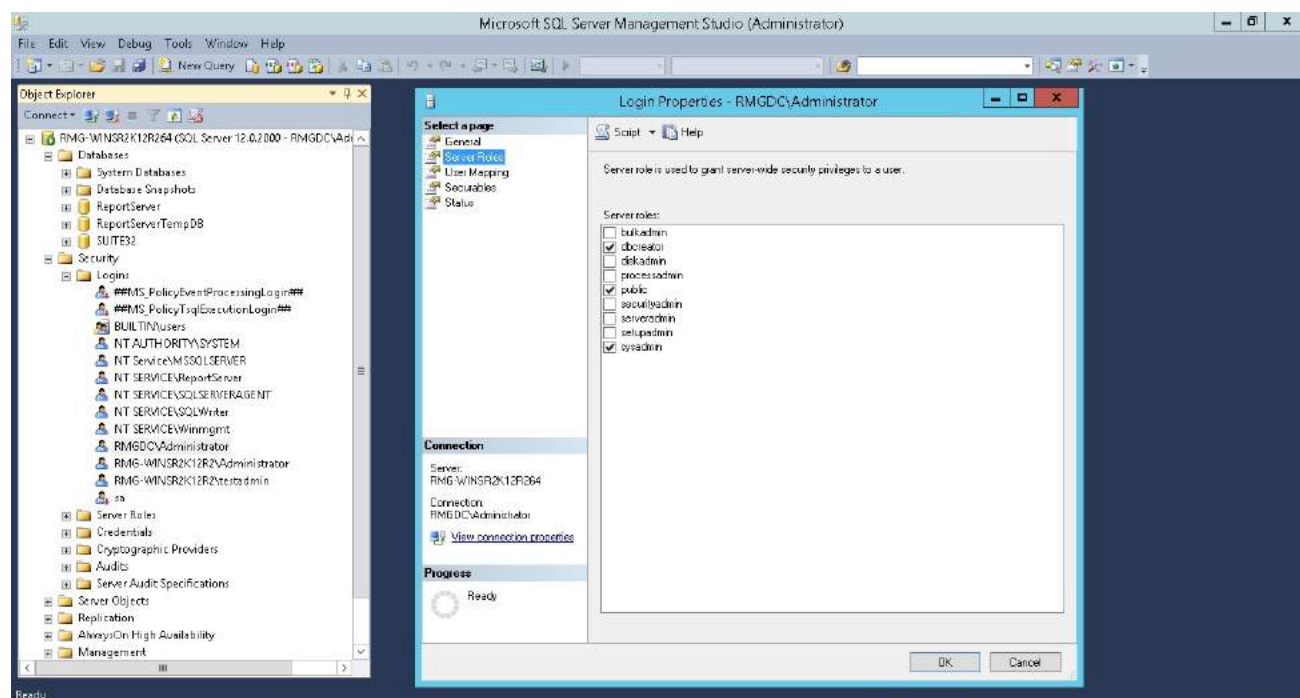 Microsoft SQL Server Management Studio (Administrator)
File Edit View Debug Tools Window Help
New Query
Object Explorer
Connect
RMG-WINSR2K12R264 (SQL Server 12.0.2000 - RMGDC\Adr
Databases
System Databases
Database Snapshots
ReportServer
ReportServerTempDB
SUITE32
Security
Logins
##MS_PolicyEventProcessingLogin##
##MS_PolicyTsqlExecutionLogin##
BUILTIN\users
NT AUTHORITY\SYSTEM
NT Service\MSSQLSERVER
NT SERVICE\ReportServer
NT SERVICE\SQLSERVERAGENT
NT SERVICE\SQLWriter
NT SERVICE\Winmgmt
RMGDC\Administrator
RMG-WINSR2K12R2\Administrator
RMG-WINSR2K12R2\testadmin
sa
Server Roles
Credentials
Cryptographic Providers
Audits
Server Audit Specifications
Server Objects
Replication
AlwaysOn High Availability
Management
Ready
Login Properties - RMGDC\Administrator
Select a page
General
Server Roles
User Mapping
Securables
Status
Connection
Server:
RMG-WINSR2K12R264
Connection:
RMGDC\Administrator
View connection properties
Progress
Ready
Script Help
Server role is used to grant server-wide security privileges to a user.
Server roles:
bulkadmin
dbcreator
diskadmin
processadmin
public
securityadmin
serveradmin
setupadmin
sysadmin
OK Cancel